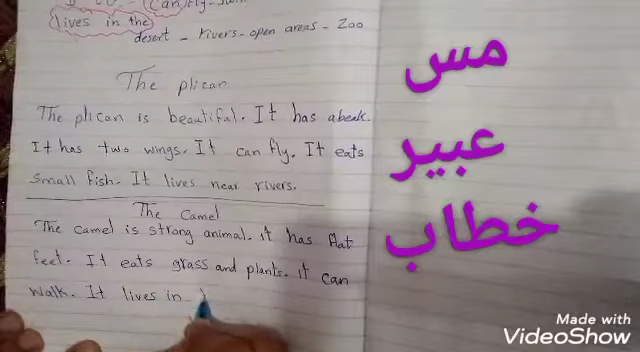 can Fly - Swim
lives in the
desert - rivers - open areas - Zoo
The plican
The plican is beautiful. It has abeak.
It has two wings. It can fly. It eats
Small fish. It lives near rivers.
The Camel
The camel is strong animal. it has flat
feet. It eats grass and plants. it can
walk. It lives in
مس
عبير
خطاب
Made with
VideoShow